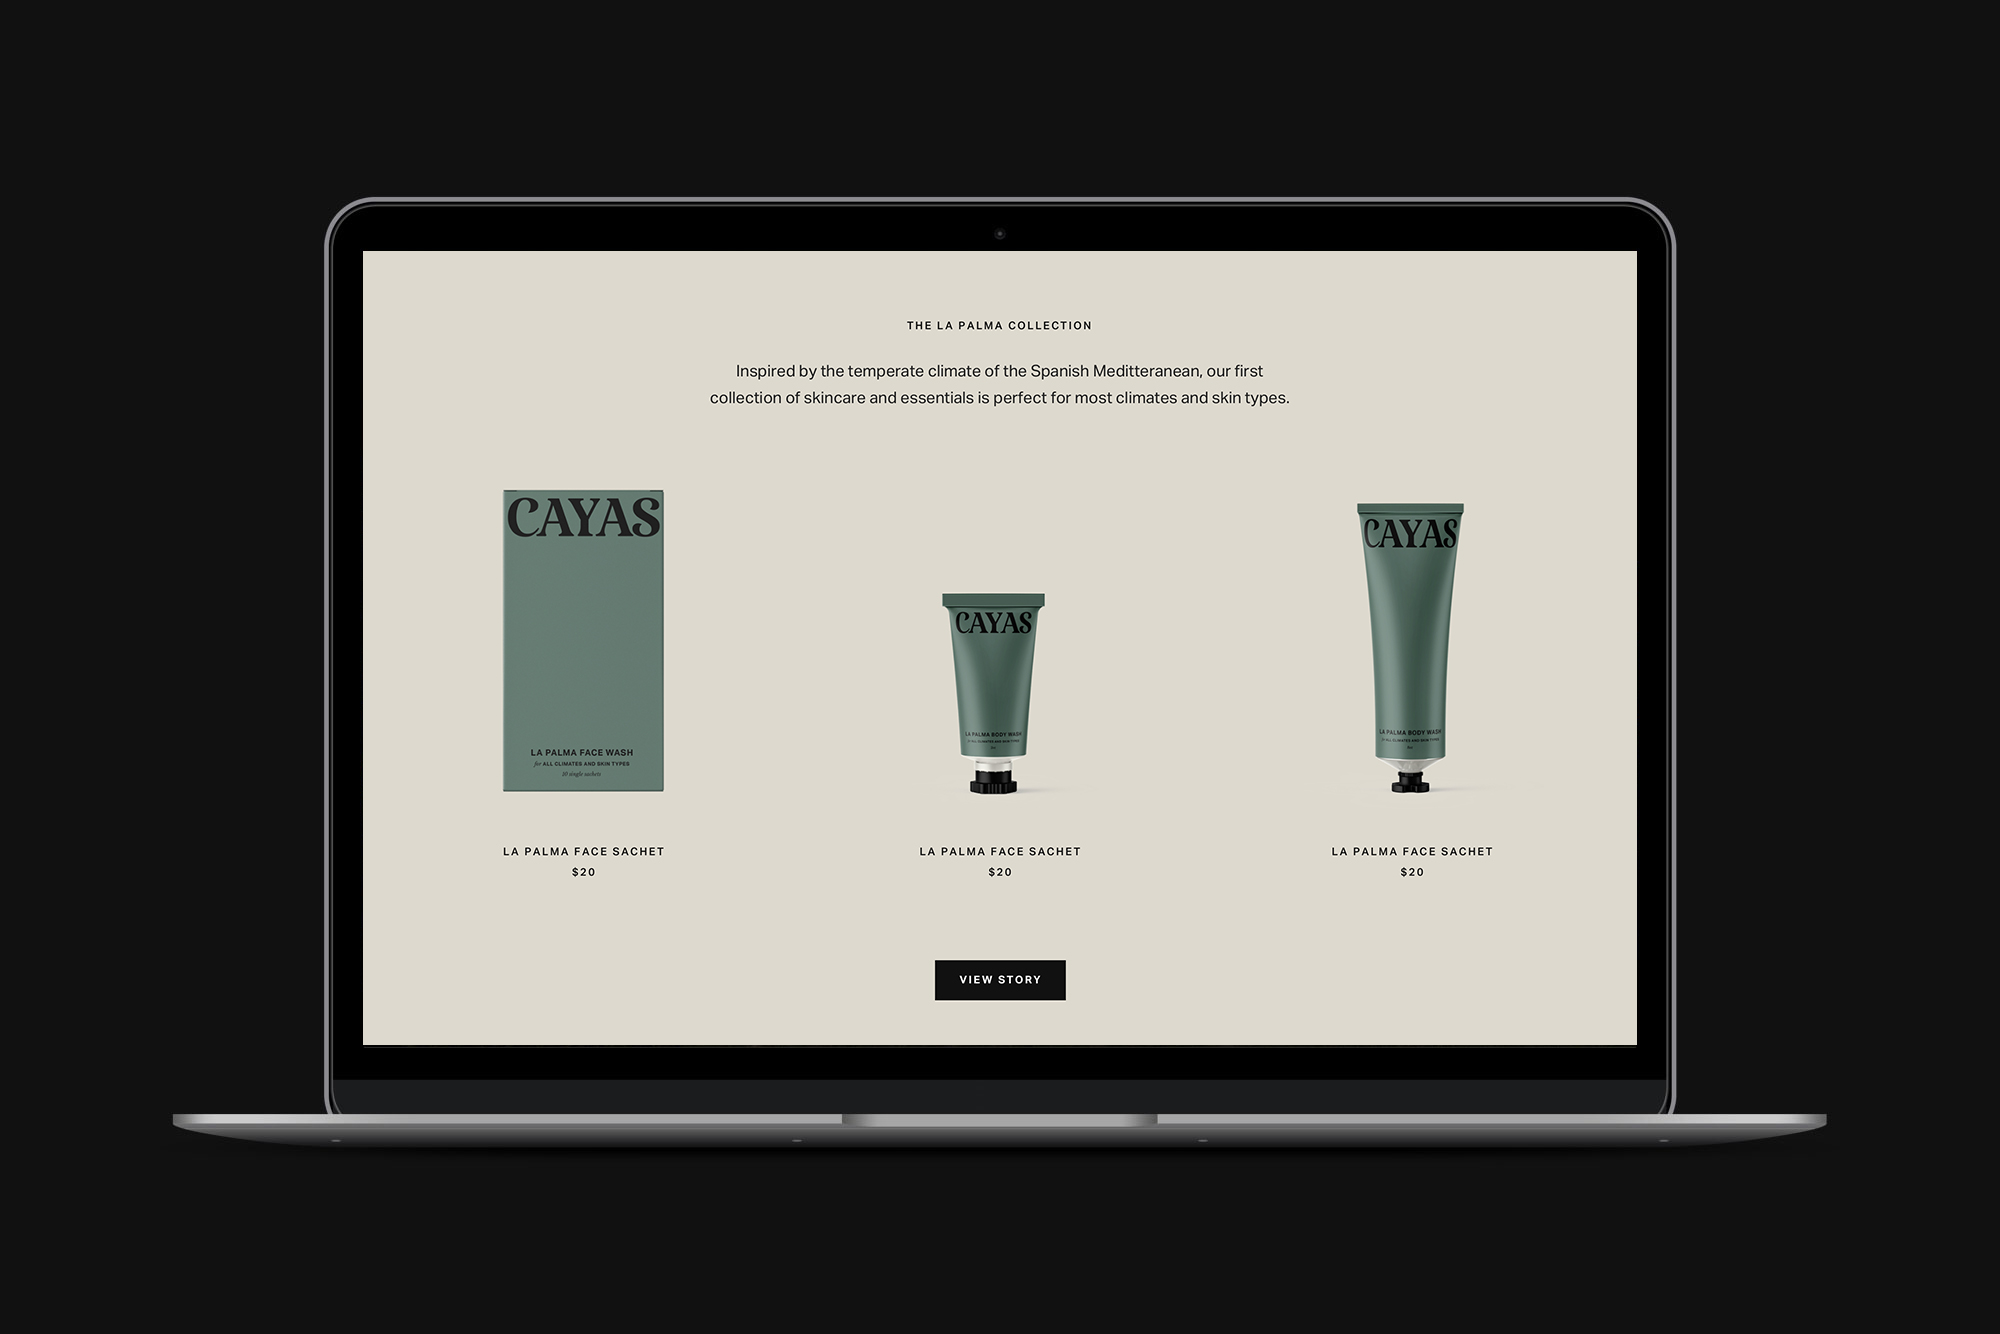 THE LA PALMA COLLECTION
Inspired by the temperate climate of the Spanish Meditteranean, our first
collection of skincare and essentials is perfect for most climates and skin types.
CAYAS
LA PALMA FACE WASH
for ALL CLIMATES AND SKIN TYPES
10 single sachets
CAYAS
LA PALMA BODY WASH
for ALL CLIMATES AND SKIN TYPES
CAYAS
LA PALMA BODY WASH
for ALL CLIMATES AND SKIN TYPES
LA PALMA FACE SACHET
$20
LA PALMA FACE SACHET
$20
LA PALMA FACE SACHET
$20
VIEW STORY